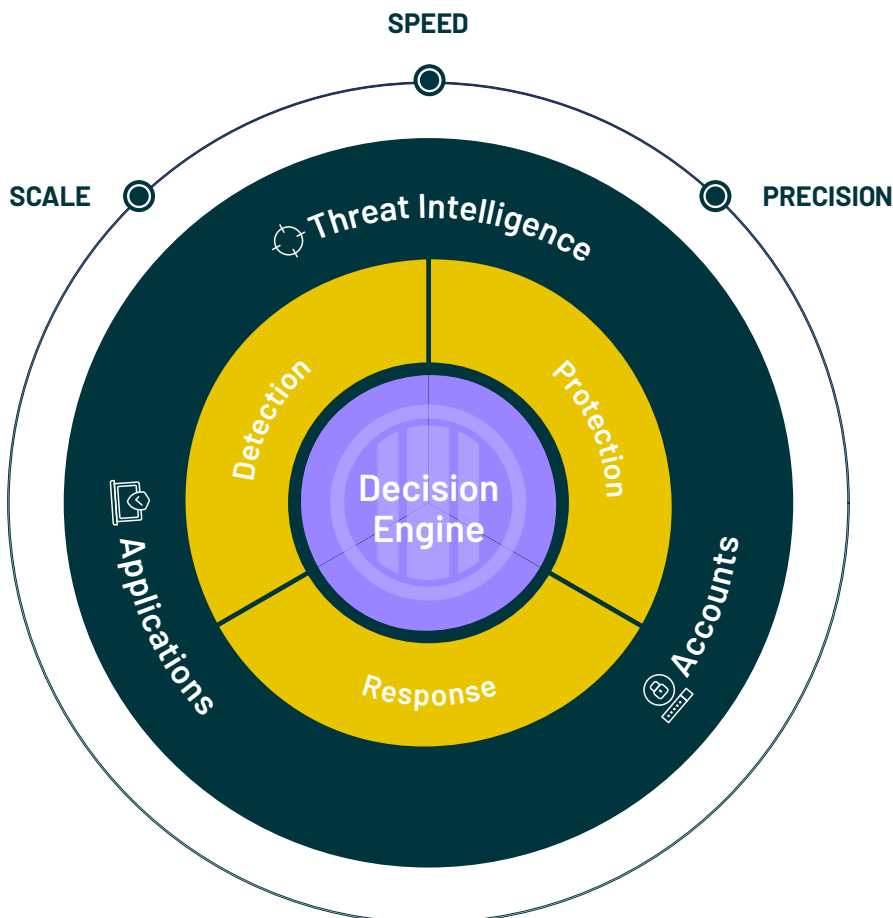 SPEED
SCALE
PRECISION
Threat Intelligence
Detection
Protection
Decision
Engine
Applications
Accounts
Response